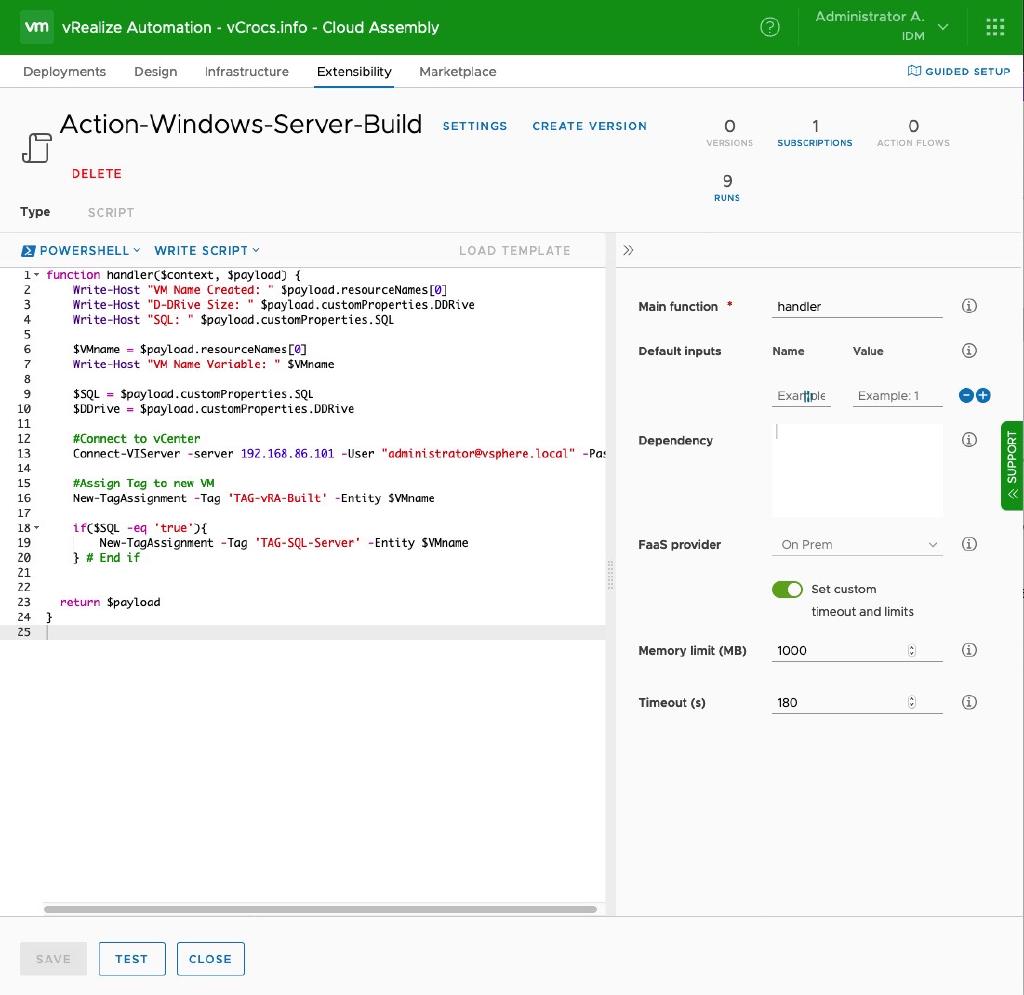 vm vRealize Automation - vCrocs.info - Cloud Assembly
Administrator A.
IDM
Deployments Design Infrastructure Extensibility Marketplace GUIDED SETUP
Action-Windows-Server-Build SETTINGS CREATE VERSION
0 1 0
VERSIONS SUBSCRIPTIONS ACTION FLOWS
DELETE
9
RUNS
Type SCRIPT
POWERSHELL WRITE SCRIPT LOAD TEMPLATE
1 function handler($context, $payload) {
2 Write-Host "VM Name Created: " $payload.resourceNames[0]
3 Write-Host "D-DRive Size: " $payload.customProperties.DDRive
4 Write-Host "SQL: " $payload.customProperties.SQL
5
6 $VMname = $payload.resourceNames[0]
7 Write-Host "VM Name Variable: " $VMname
8
9 $SQL = $payload.customProperties.SQL
10 $DDrive = $payload.customProperties.DDRive
11
12 #Connect to vCenter
13 Connect-VIServer -server 192.168.86.101 -User "administrator@vsphere.local" -Pas
14
15 #Assign Tag to new VM
16 New-TagAssignment -Tag 'TAG-vRA-Built' -Entity $VMname
17
18 if($SQL -eq 'true'){
19 New-TagAssignment -Tag 'TAG-SQL-Server' -Entity $VMname
20 } # End if
21
22
23 return $payload
24 }
25
Main function * handler
Default inputs Name Value
Example Example: 1
Dependency
FaaS provider On Prem
Set custom
timeout and limits
Memory limit (MB) 1000
Timeout (s) 180
SUPPORT
SAVE TEST CLOSE